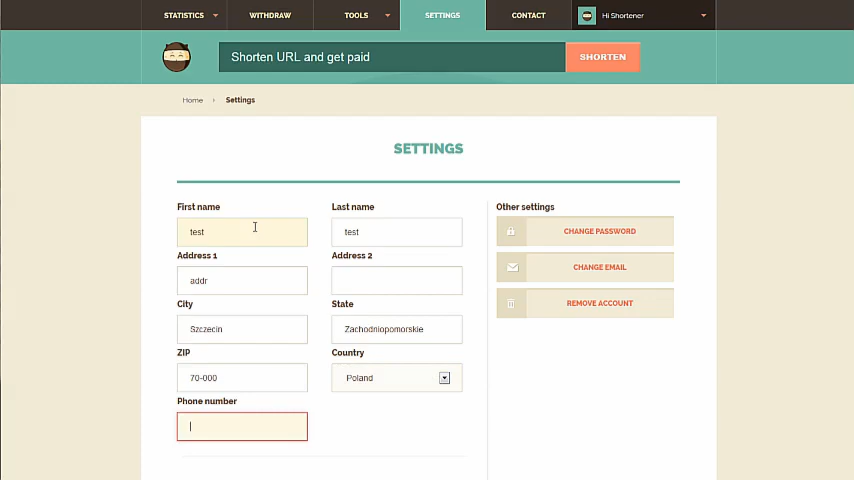 STATISTICS WITHDRAW TOOLS SETTINGS CONTACT Hi Shortener
Shorten URL and get paid SHORTEN
Home › Settings
SETTINGS
First name Last name Other settings
test test CHANGE PASSWORD
Address 1 Address 2
addr CHANGE EMAIL
City State REMOVE ACCOUNT
Szczecin Zachodniopomorskie
ZIP Country
70-000 Poland
Phone number